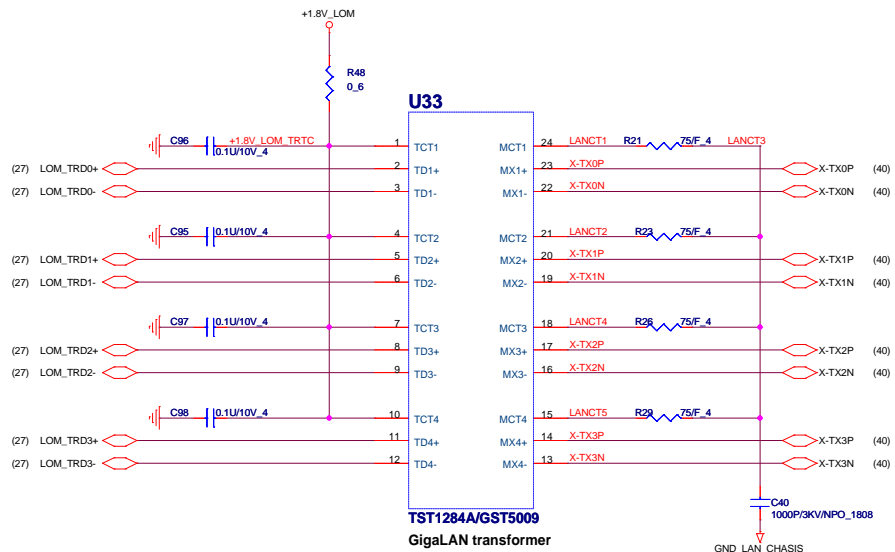 +1.8V_LOM
R48
0_6
U33
C96 +1.8V_LOM_TRTC 1 TCT1 MCT1 24 LANCT1 R21 75/F_4 LANCT3
0.1U/10V_4
(27) LOM_TRD0+ 2 TD1+ MX1+ 23 X-TX0P X-TX0P (40)
(27) LOM_TRD0- 3 TD1- MX1- 22 X-TX0N X-TX0N (40)
C95 0.1U/10V_4 4 TCT2 MCT2 21 LANCT2 R23 75/F_4
(27) LOM_TRD1+ 5 TD2+ MX2+ 20 X-TX1P X-TX1P (40)
(27) LOM_TRD1- 6 TD2- MX2- 19 X-TX1N X-TX1N (40)
C97 0.1U/10V_4 7 TCT3 MCT3 18 LANCT4 R26 75/F_4
(27) LOM_TRD2+ 8 TD3+ MX3+ 17 X-TX2P X-TX2P (40)
(27) LOM_TRD2- 9 TD3- MX3- 16 X-TX2N X-TX2N (40)
C98 0.1U/10V_4 10 TCT4 MCT4 15 LANCT5 R29 75/F_4
(27) LOM_TRD3+ 11 TD4+ MX4+ 14 X-TX3P X-TX3P (40)
(27) LOM_TRD3- 12 TD4- MX4- 13 X-TX3N X-TX3N (40)
C40
1000P/3KV/NPO_1808
TST1284A/GST5009
GigaLAN transformer
GND_LAN_CHASIS